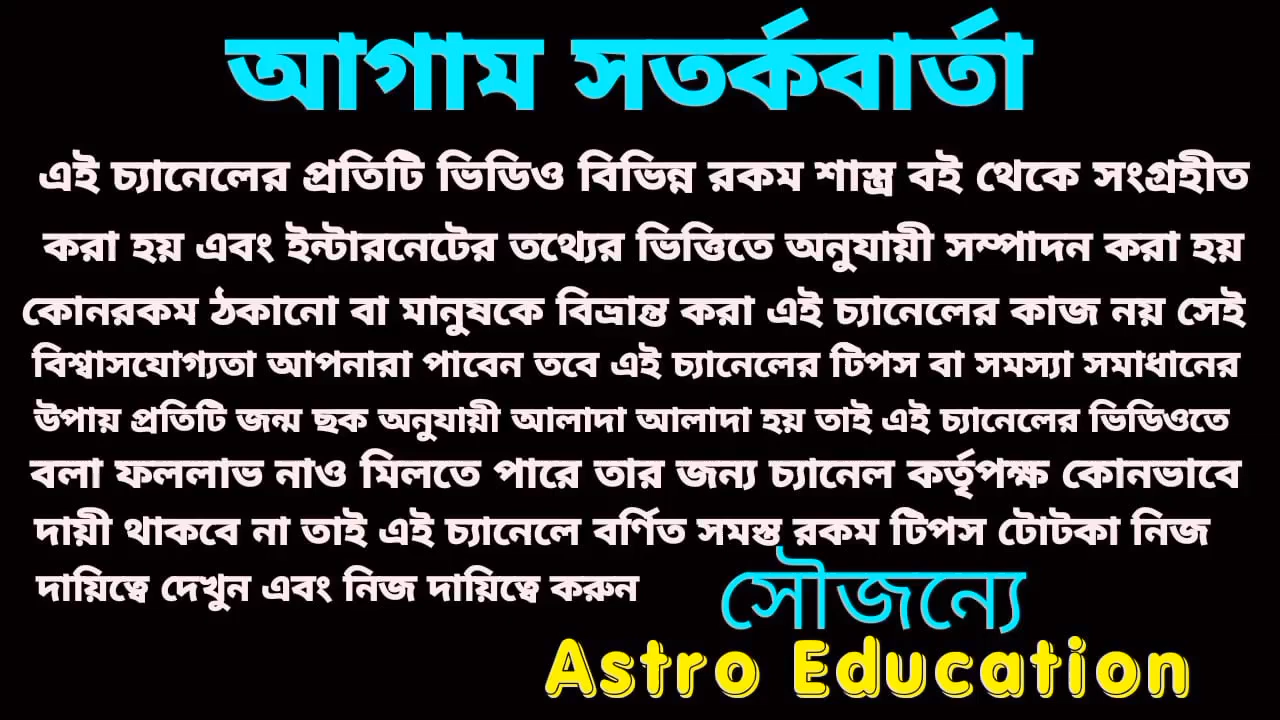 আগাম সতর্কবার্তা
এই চ্যানেলের প্রতিটি ভিডিও বিভিন্ন রকম শাস্ত্র বই থেকে সংগ্রহীত
করা হয় এবং ইন্টারনেটের তথ্যের ভিত্তিতে অনুযায়ী সম্পাদন করা হয়
কোনরকম ঠকানো বা মানুষকে বিভ্রান্ত করা এই চ্যানেলের কাজ নয় সেই
বিশ্বাসযোগ্যতা আপনারা পাবেন তবে এই চ্যানেলের টিপস বা সমস্যা সমাধানের
উপায় প্রতিটি জন্ম ছক অনুযায়ী আলাদা আলাদা হয় তাই এই চ্যানেলের ভিডিওতে
বলা ফললাভ নাও মিলতে পারে তার জন্য চ্যানেল কর্তৃপক্ষ কোনভাবে
দায়ী থাকবে না তাই এই চ্যানেলে বর্ণিত সমস্ত রকম টিপস টোটকা নিজ
দায়িত্বে দেখুন এবং নিজ দায়িত্বে করুন
সৌজন্যে
Astro Education